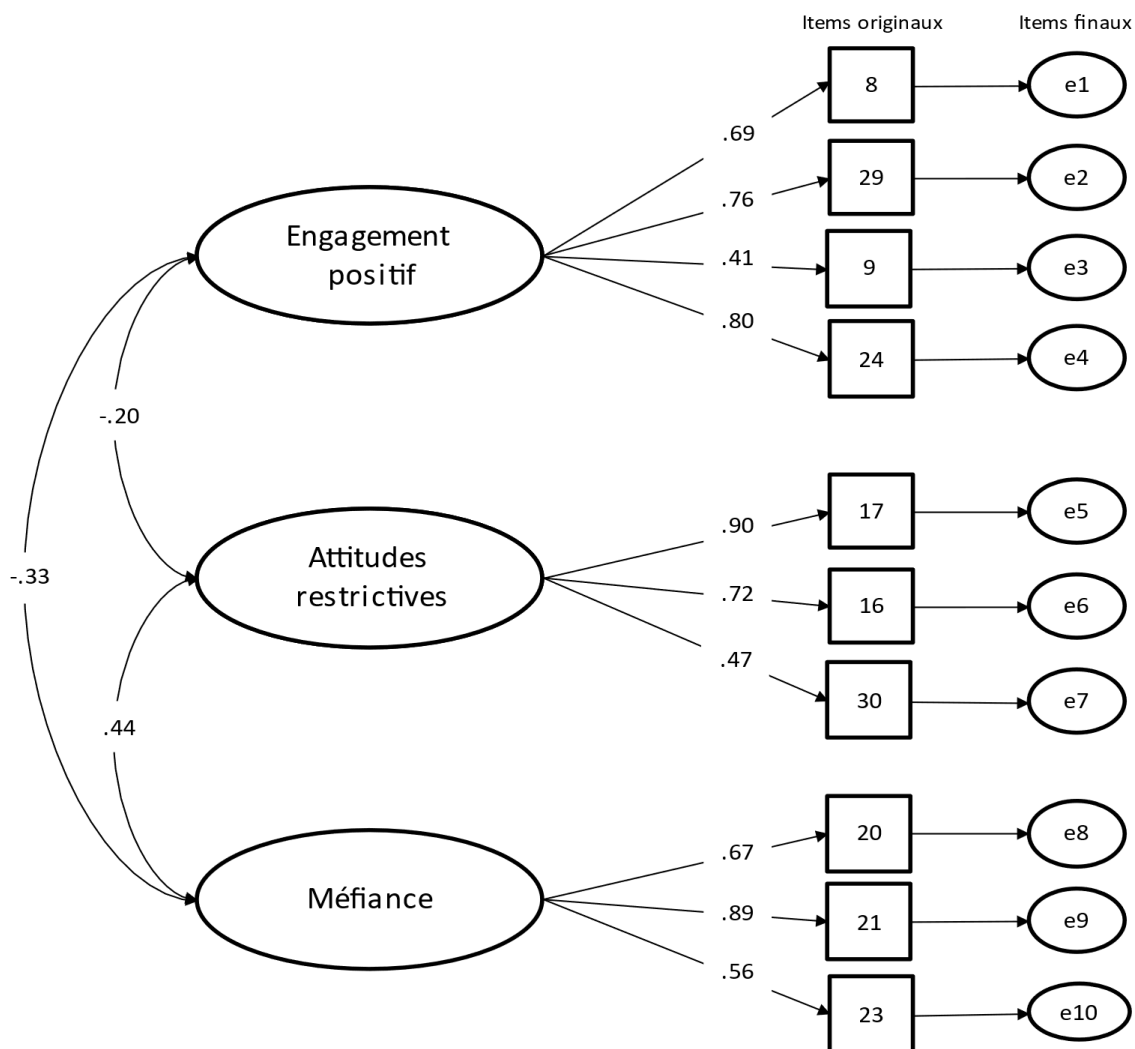 Items originaux
Items finaux
8
e1
.69
29
e2
.76
Engagement
positif
.41
9
e3
.80
24
e4
-.20
17
e5
.90
Attitudes
restrictives
-.33
.72
16
e6
.47
30
e7
.44
20
e8
.67
Méfiance
.89
21
e9
.56
23
e10